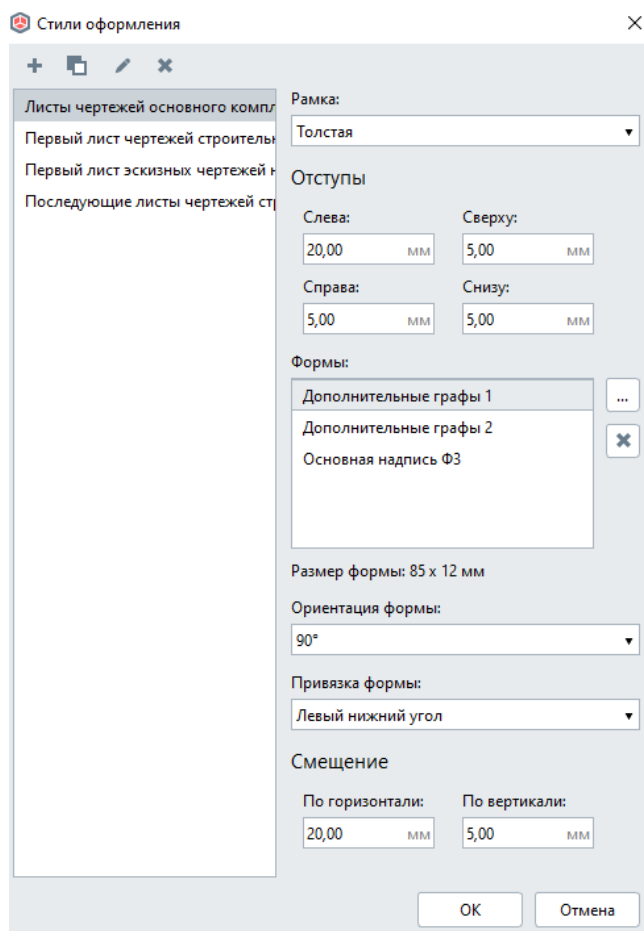 Стили оформления
Листы чертежей основного компл
Первый лист чертежей строительн
Первый лист эскизных чертежей н
Последующие листы чертежей стр
Рамка:
Толстая
Отступы
Слева: Сверху:
20,00 мм 5,00 мм
Справа: Снизу:
5,00 мм 5,00 мм
Формы:
Дополнительные графы 1
...
Дополнительные графы 2
Основная надпись Ф3
Размер формы: 85 x 12 мм
Ориентация формы:
90°
Привязка формы:
Левый нижний угол
Смещение
По горизонтали: По вертикали:
20,00 мм 5,00 мм
ОК Отмена